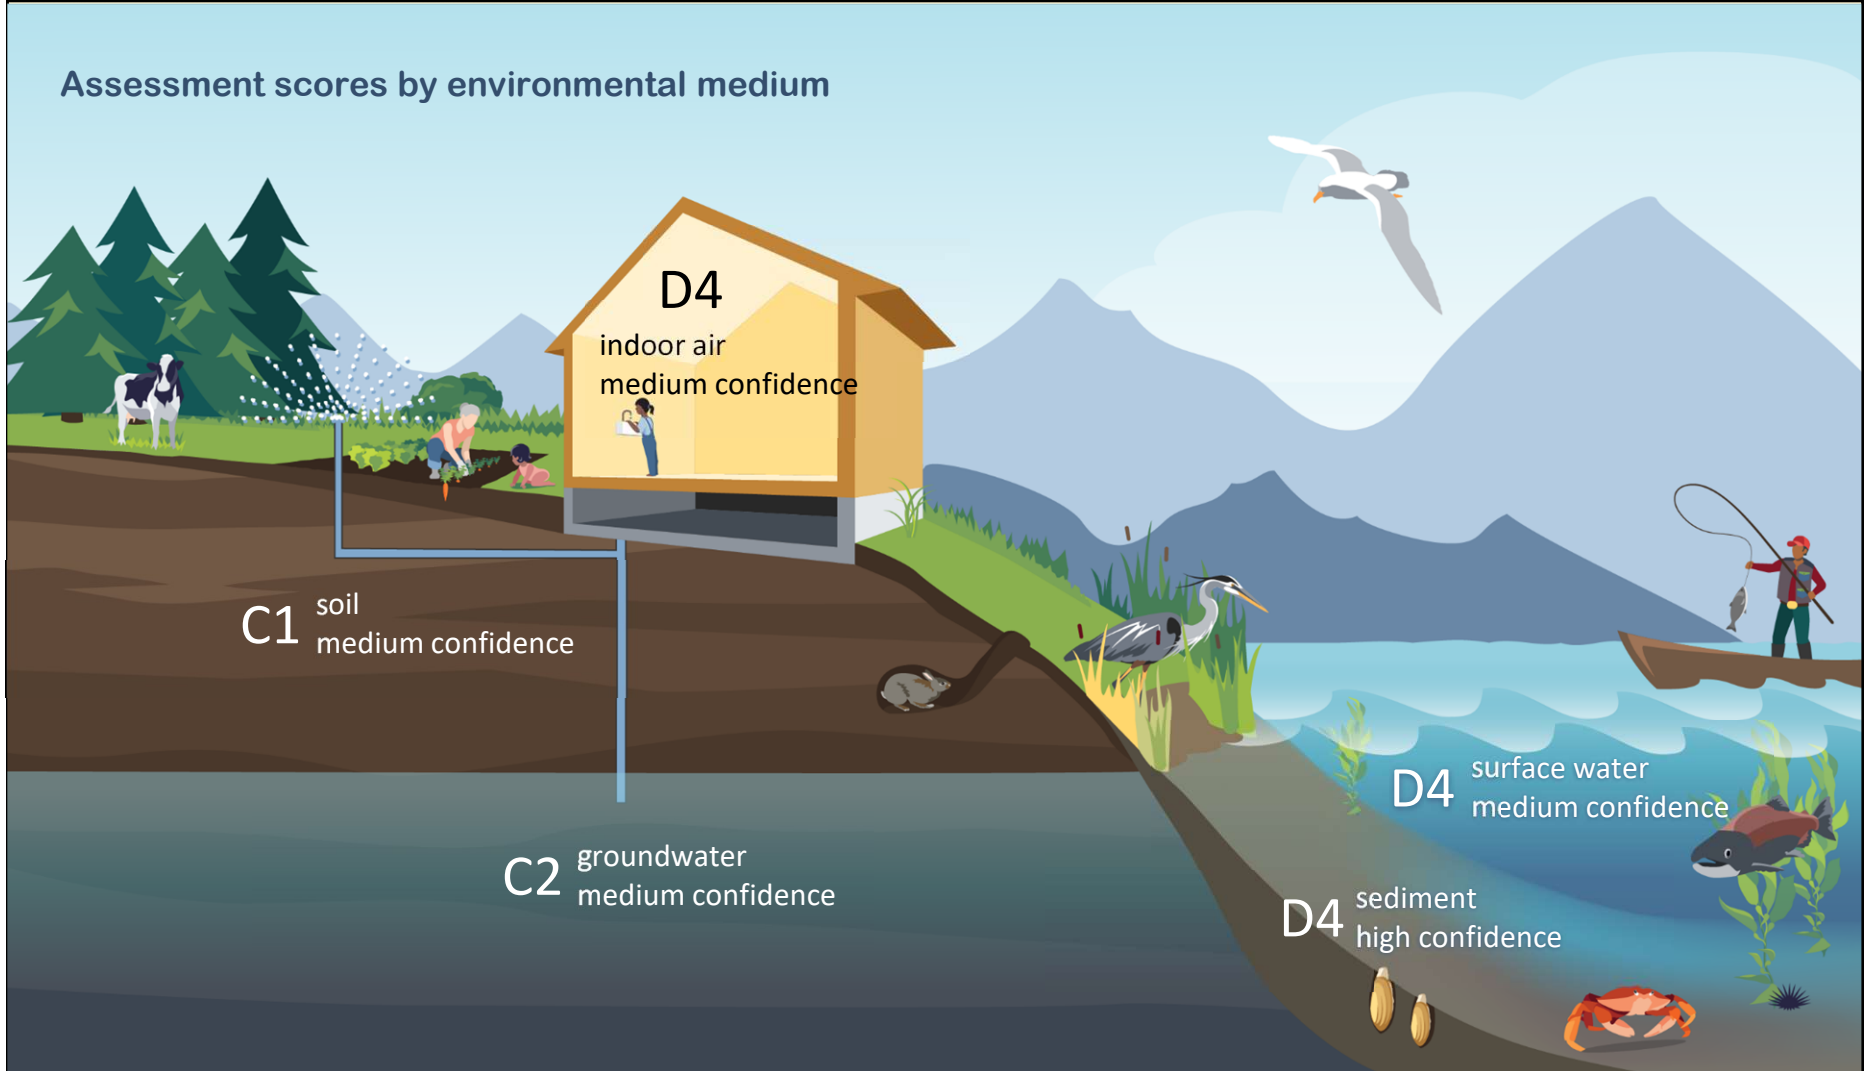 Assessment scores by environmental medium
D4
indoor air
medium confidence
C1
soil
medium confidence
C2
groundwater
medium confidence
D4
surface water
medium confidence
D4
sediment
high confidence